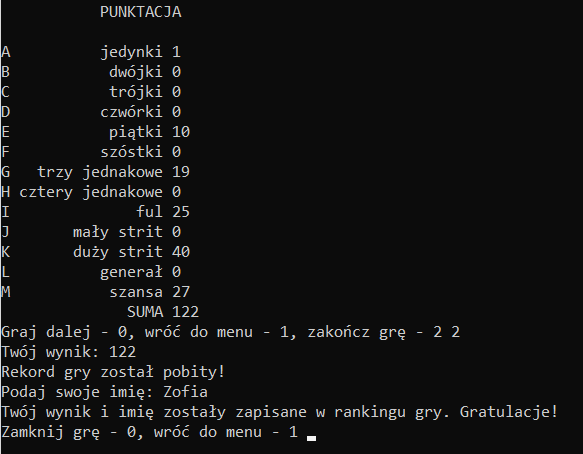 PUNKTACJA
A jedynki 1
B dwójki 0
C trójki 0
D czwórki 0
E piątki 10
F szóstki 0
G trzy jednakowe 19
H cztery jednakowe 0
I ful 25
J mały strit 0
K duży strit 40
L generał 0
M szansa 27
SUMA 122
Graj dalej - 0, wróć do menu - 1, zakończ grę - 2 2
Twój wynik: 122
Rekord gry został pobity!
Podaj swoje imię: Zofia
Twój wynik i imię zostały zapisane w rankingu gry. Gratulacje!
Zamknij grę - 0, wróć do menu - 1